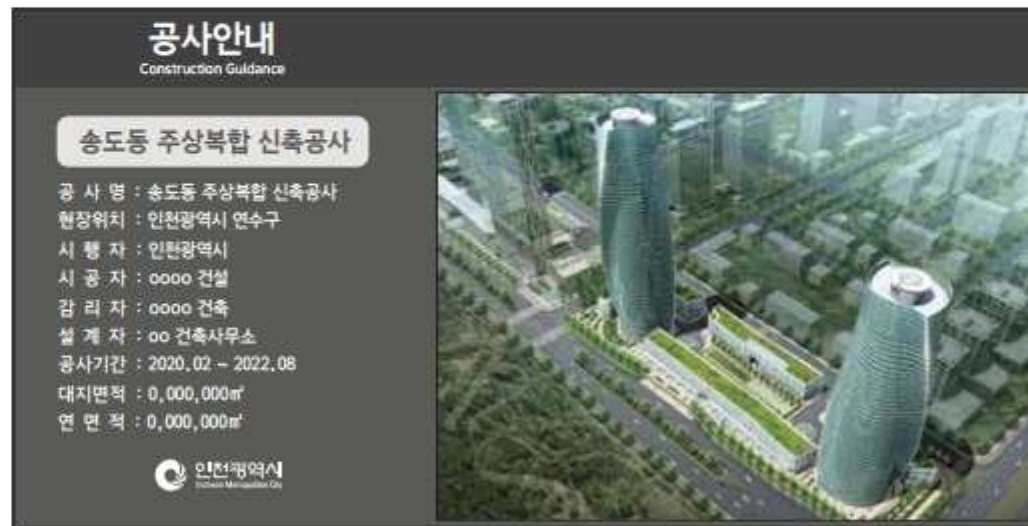 공사안내
Construction Guidance
송도동 주상복합 신축공사
공 사 명 : 송도동 주상복합 신축공사
현장위치 : 인천광역시 연수구
시 행 자 : 인천광역시
시 공 자 : oooo 건설
감 리 자 : oooo 건축
설 계 자 : oo 건축사무소
공사기간 : 2020.02 ~ 2022.08
대지면적 : 0,000,000㎡
연 면 적 : 0,000,000㎡
인천광역시
Incheon Metropolitan City